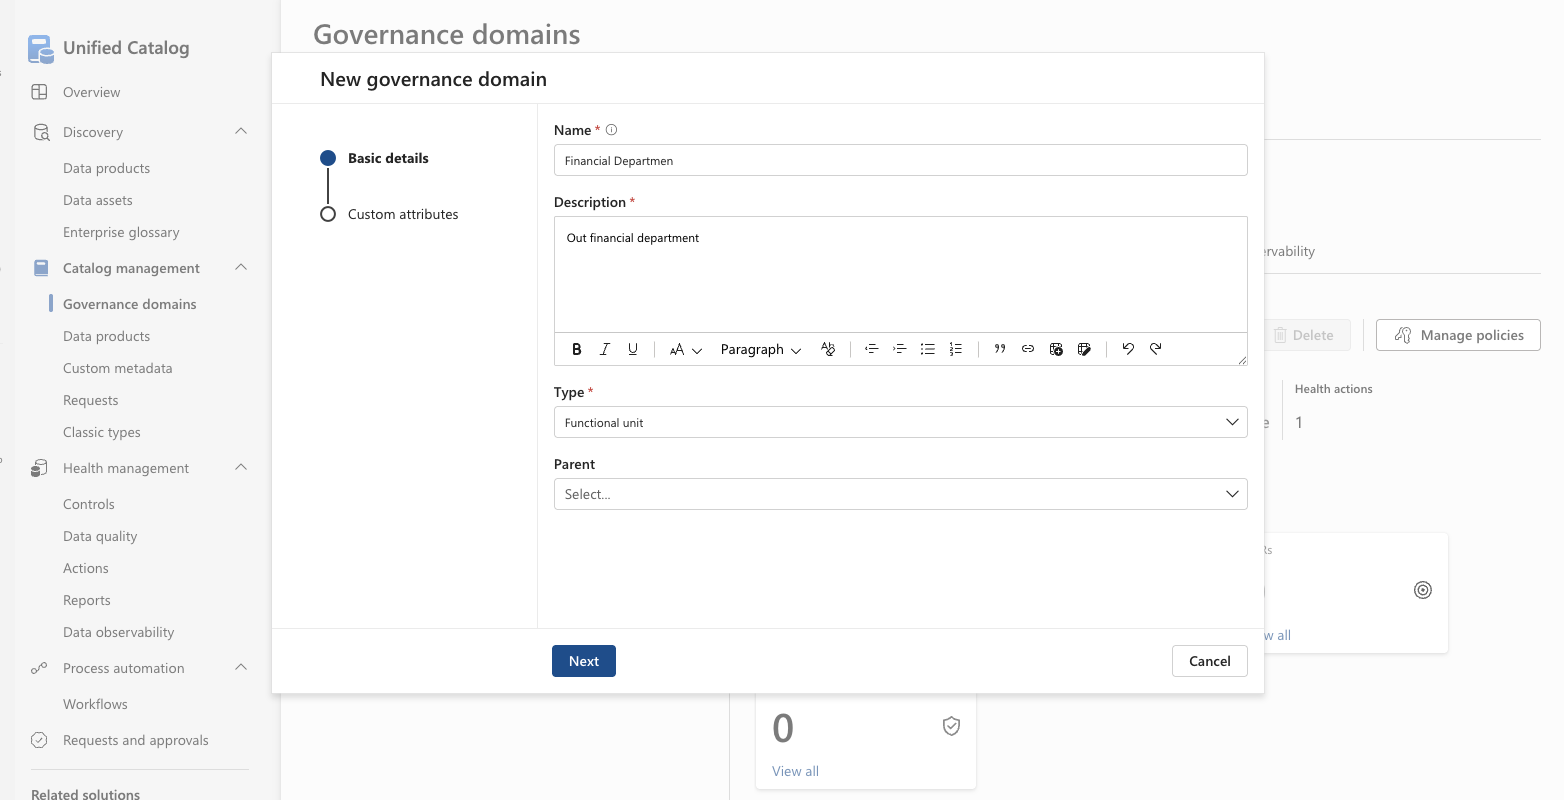 Unified Catalog
Overview
Discovery
Data products
Data assets
Enterprise glossary
Catalog management
Governance domains
Data products
Custom metadata
Requests
Classic types
Health management
Controls
Data quality
Actions
Reports
Data observability
Process automation
Workflows
Requests and approvals
Related solutions
Governance domains
New governance domain
Basic details
Custom attributes
Name *
Financial Departmen
Description *
Out financial department
B I U AA Paragraph
Type *
Functional unit
Parent
Select...
Next
Cancel
ervability
Delete
Manage policies
Health actions
e
1
Rs
w all
0
View all